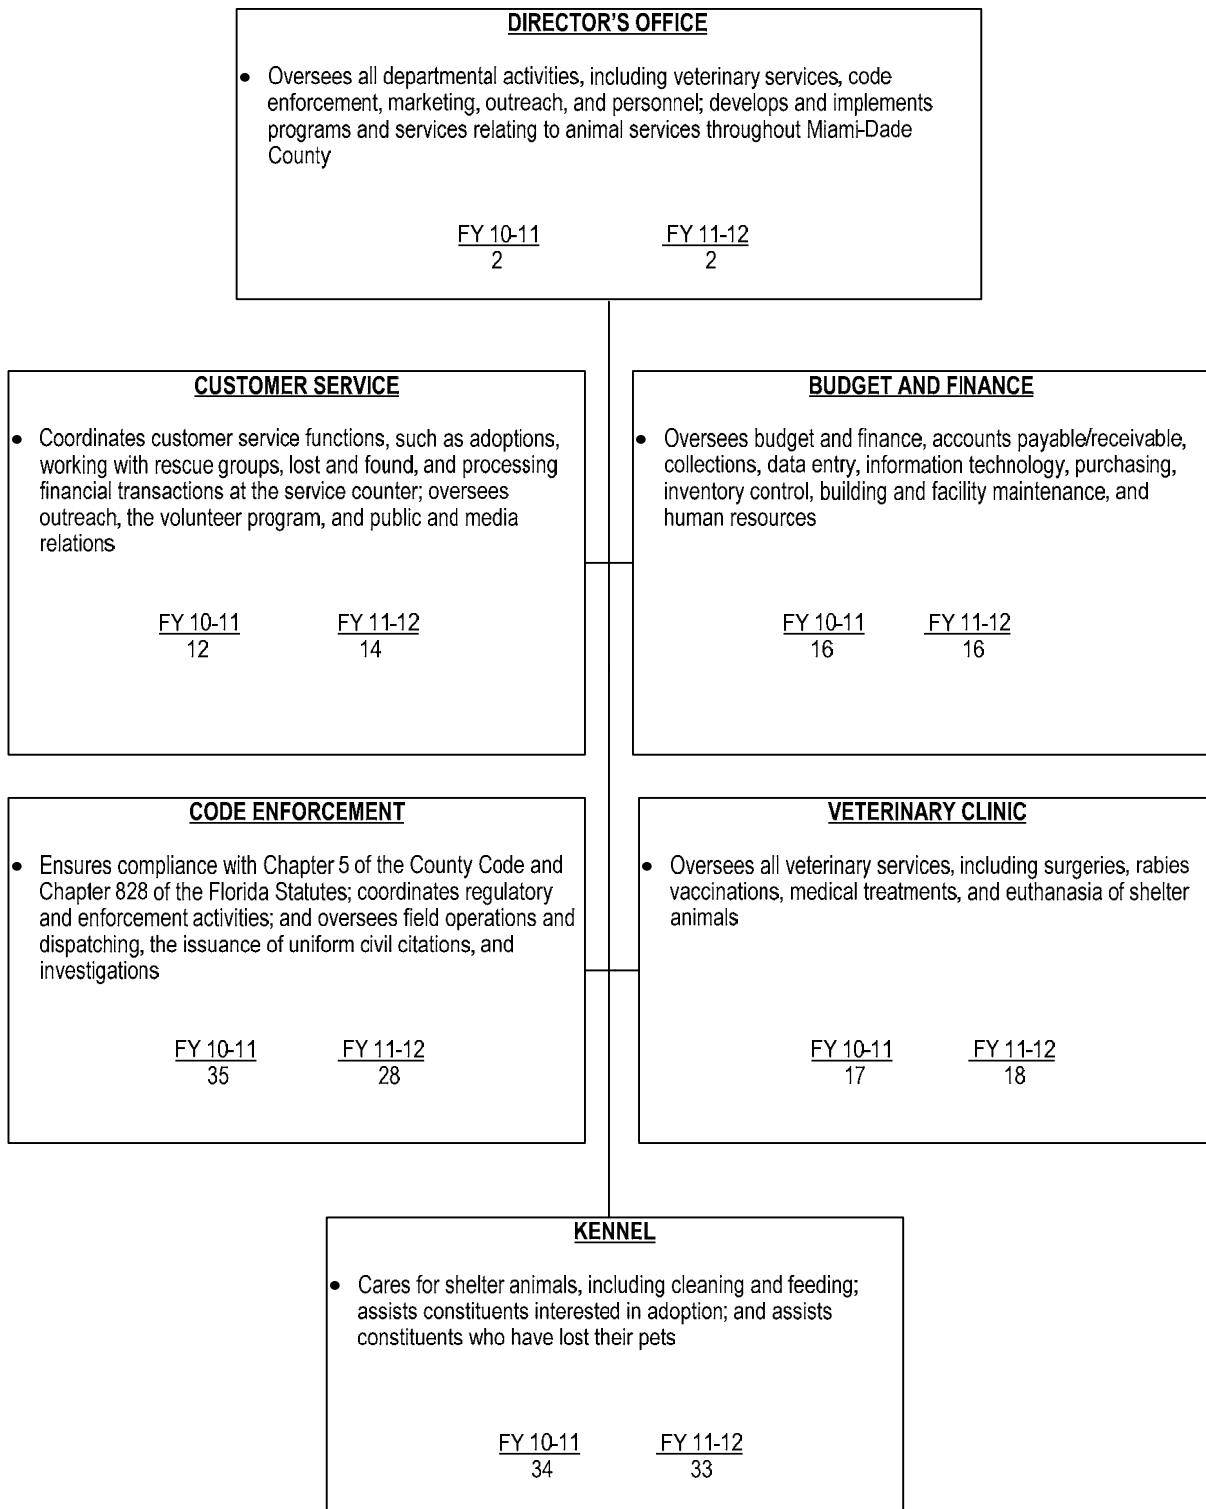 DIRECTOR’S OFFICE
• Oversees all departmental activities, including veterinary services, code
enforcement, marketing, outreach, and personnel; develops and implements
programs and services relating to animal services throughout Miami-Dade
County
FY 10-11 FY 11-12
2 2
CUSTOMER SERVICE
• Coordinates customer service functions, such as adoptions,
working with rescue groups, lost and found, and processing
financial transactions at the service counter; oversees
outreach, the volunteer program, and public and media
relations
FY 10-11 FY 11-12
12 14
BUDGET AND FINANCE
• Oversees budget and finance, accounts payable/receivable,
collections, data entry, information technology, purchasing,
inventory control, building and facility maintenance, and
human resources
FY 10-11 FY 11-12
16 16
CODE ENFORCEMENT
• Ensures compliance with Chapter 5 of the County Code and
Chapter 828 of the Florida Statutes; coordinates regulatory
and enforcement activities; and oversees field operations and
dispatching, the issuance of uniform civil citations, and
investigations
FY 10-11 FY 11-12
35 28
VETERINARY CLINIC
• Oversees all veterinary services, including surgeries, rabies
vaccinations, medical treatments, and euthanasia of shelter
animals
FY 10-11 FY 11-12
17 18
KENNEL
• Cares for shelter animals, including cleaning and feeding;
assists constituents interested in adoption; and assists
constituents who have lost their pets
FY 10-11 FY 11-12
34 33